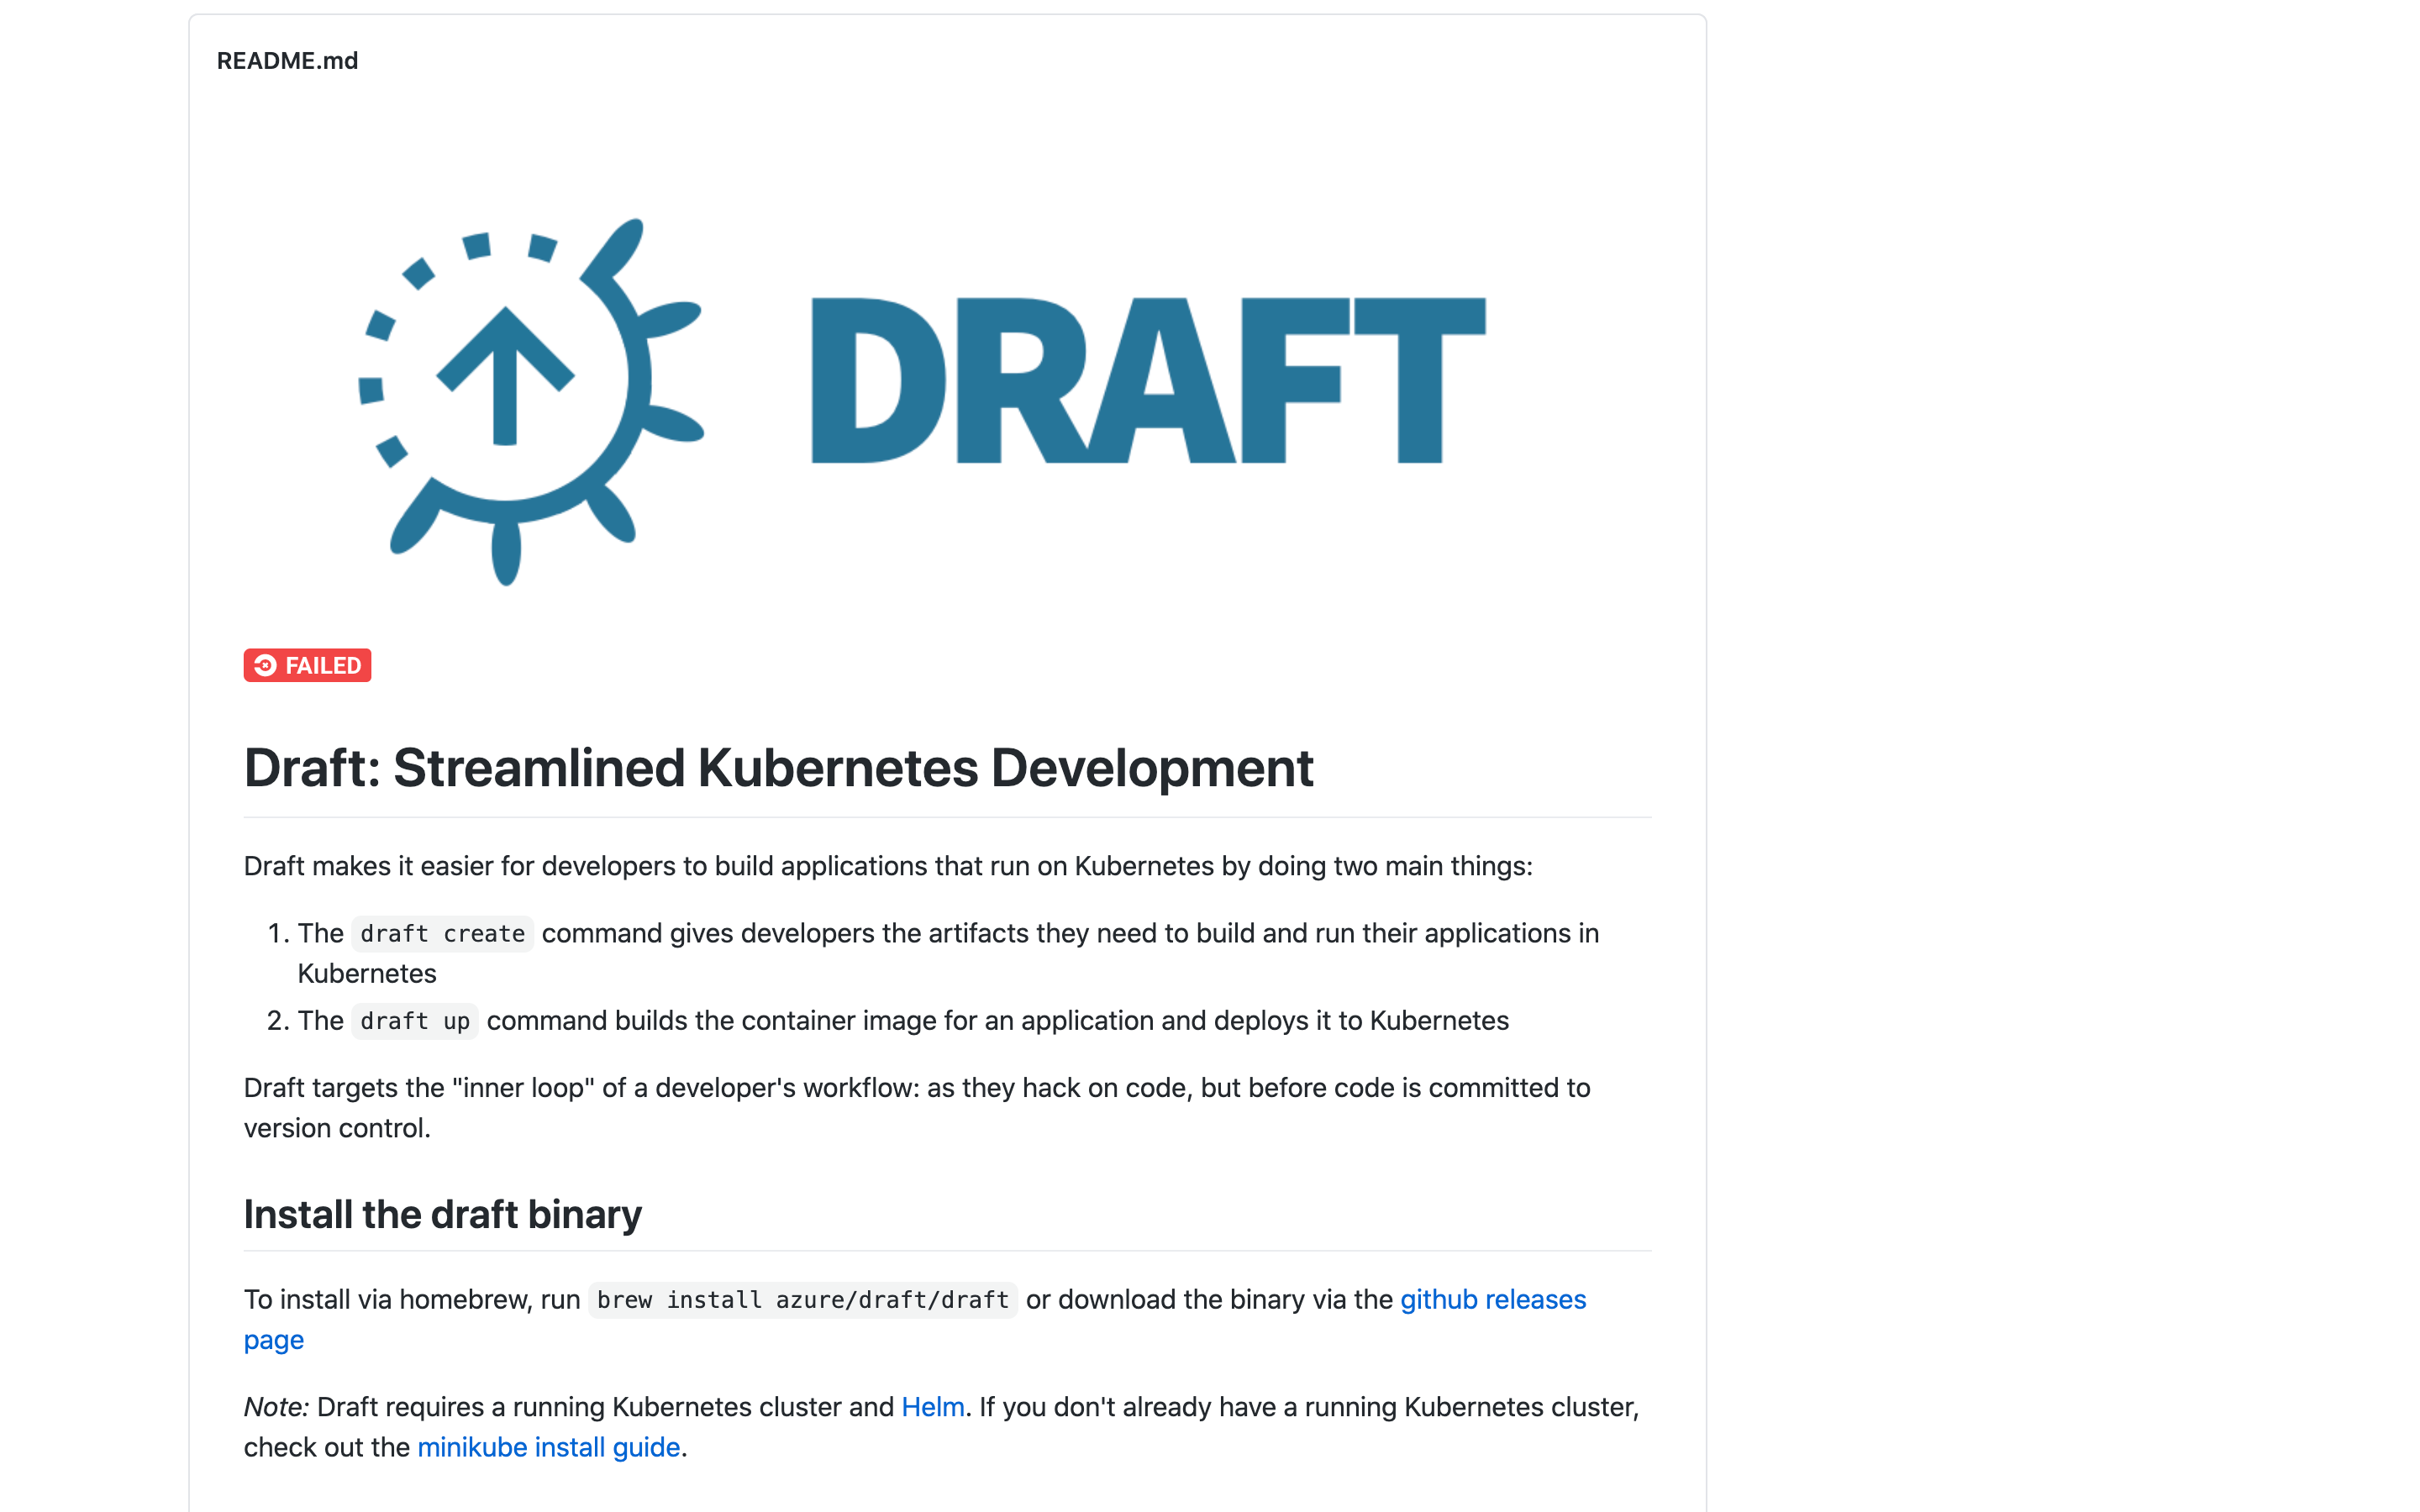 README.md
DRAFT
FAILED
Draft: Streamlined Kubernetes Development
Draft makes it easier for developers to build applications that run on Kubernetes by doing two main things:
1. The draft create command gives developers the artifacts they need to build and run their applications in
Kubernetes
2. The draft up command builds the container image for an application and deploys it to Kubernetes
Draft targets the "inner loop" of a developer's workflow: as they hack on code, but before code is committed to
version control.
Install the draft binary
To install via homebrew, run brew install azure/draft/draft or download the binary via the github releases
page
Note: Draft requires a running Kubernetes cluster and Helm. If you don't already have a running Kubernetes cluster,
check out the minikube install guide.